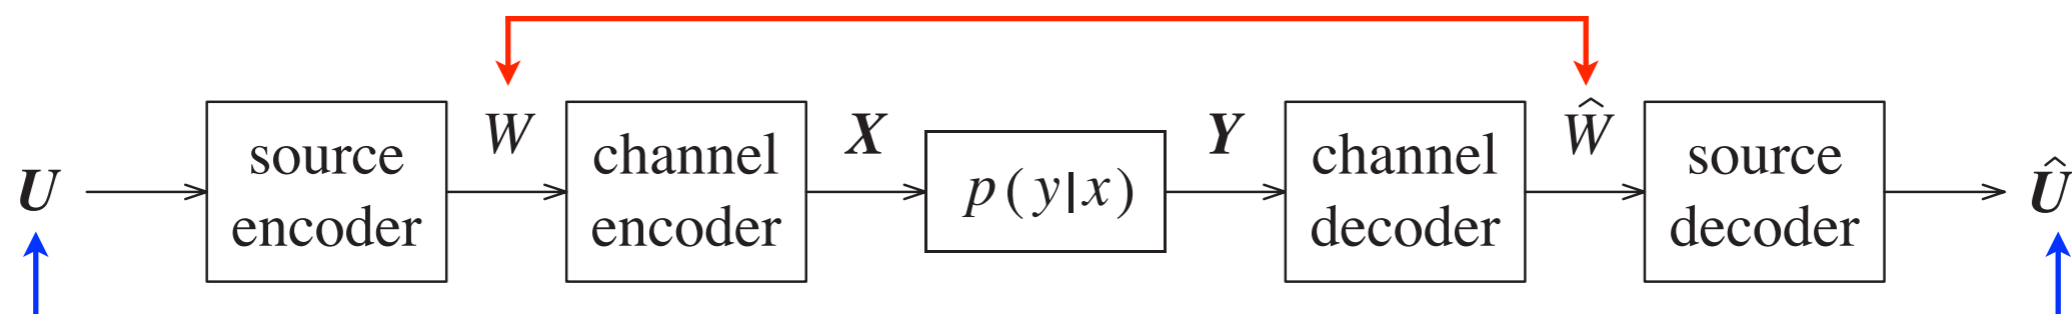 U
source
encoder
W
channel
encoder
X
p(y|x)
Y
channel
decoder
Ŵ
source
decoder
Û